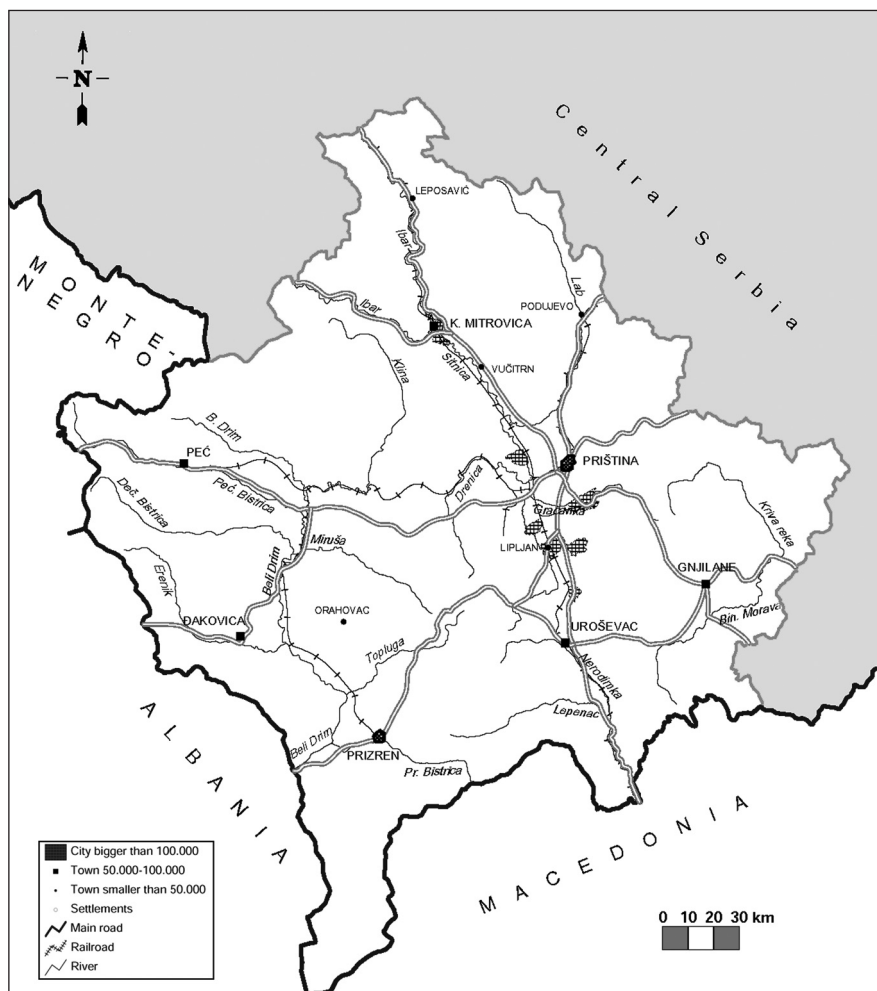 N
Central Serbia
MONTE-
NEGRO
LEPOSAVIĆ
Ibar
Lab
PODUJEVO
Ibar
K. MITROVICA
Sitnica
VUČITRN
Klina
B. Drim
PEĆ
Peć. Bistrica
PRIŠTINA
Drenica
Gračanka
Kriva reka
Deč. Bistrica
Miruša
LIPLJAN
GNJILANE
Beli Drim
Erenik
ORAHOVAC
Bin. Morava
ĐAKOVICA
UROŠEVAC
Topluga
Nerodimka
Lepenac
Beli Drim
PRIZREN
Pr. Bistrica
ALBANIA
MACEDONIA
City bigger than 100.000
Town 50.000-100.000
Town smaller than 50.000
Settlements
Main road
Railroad
River
0 10 20 30 km